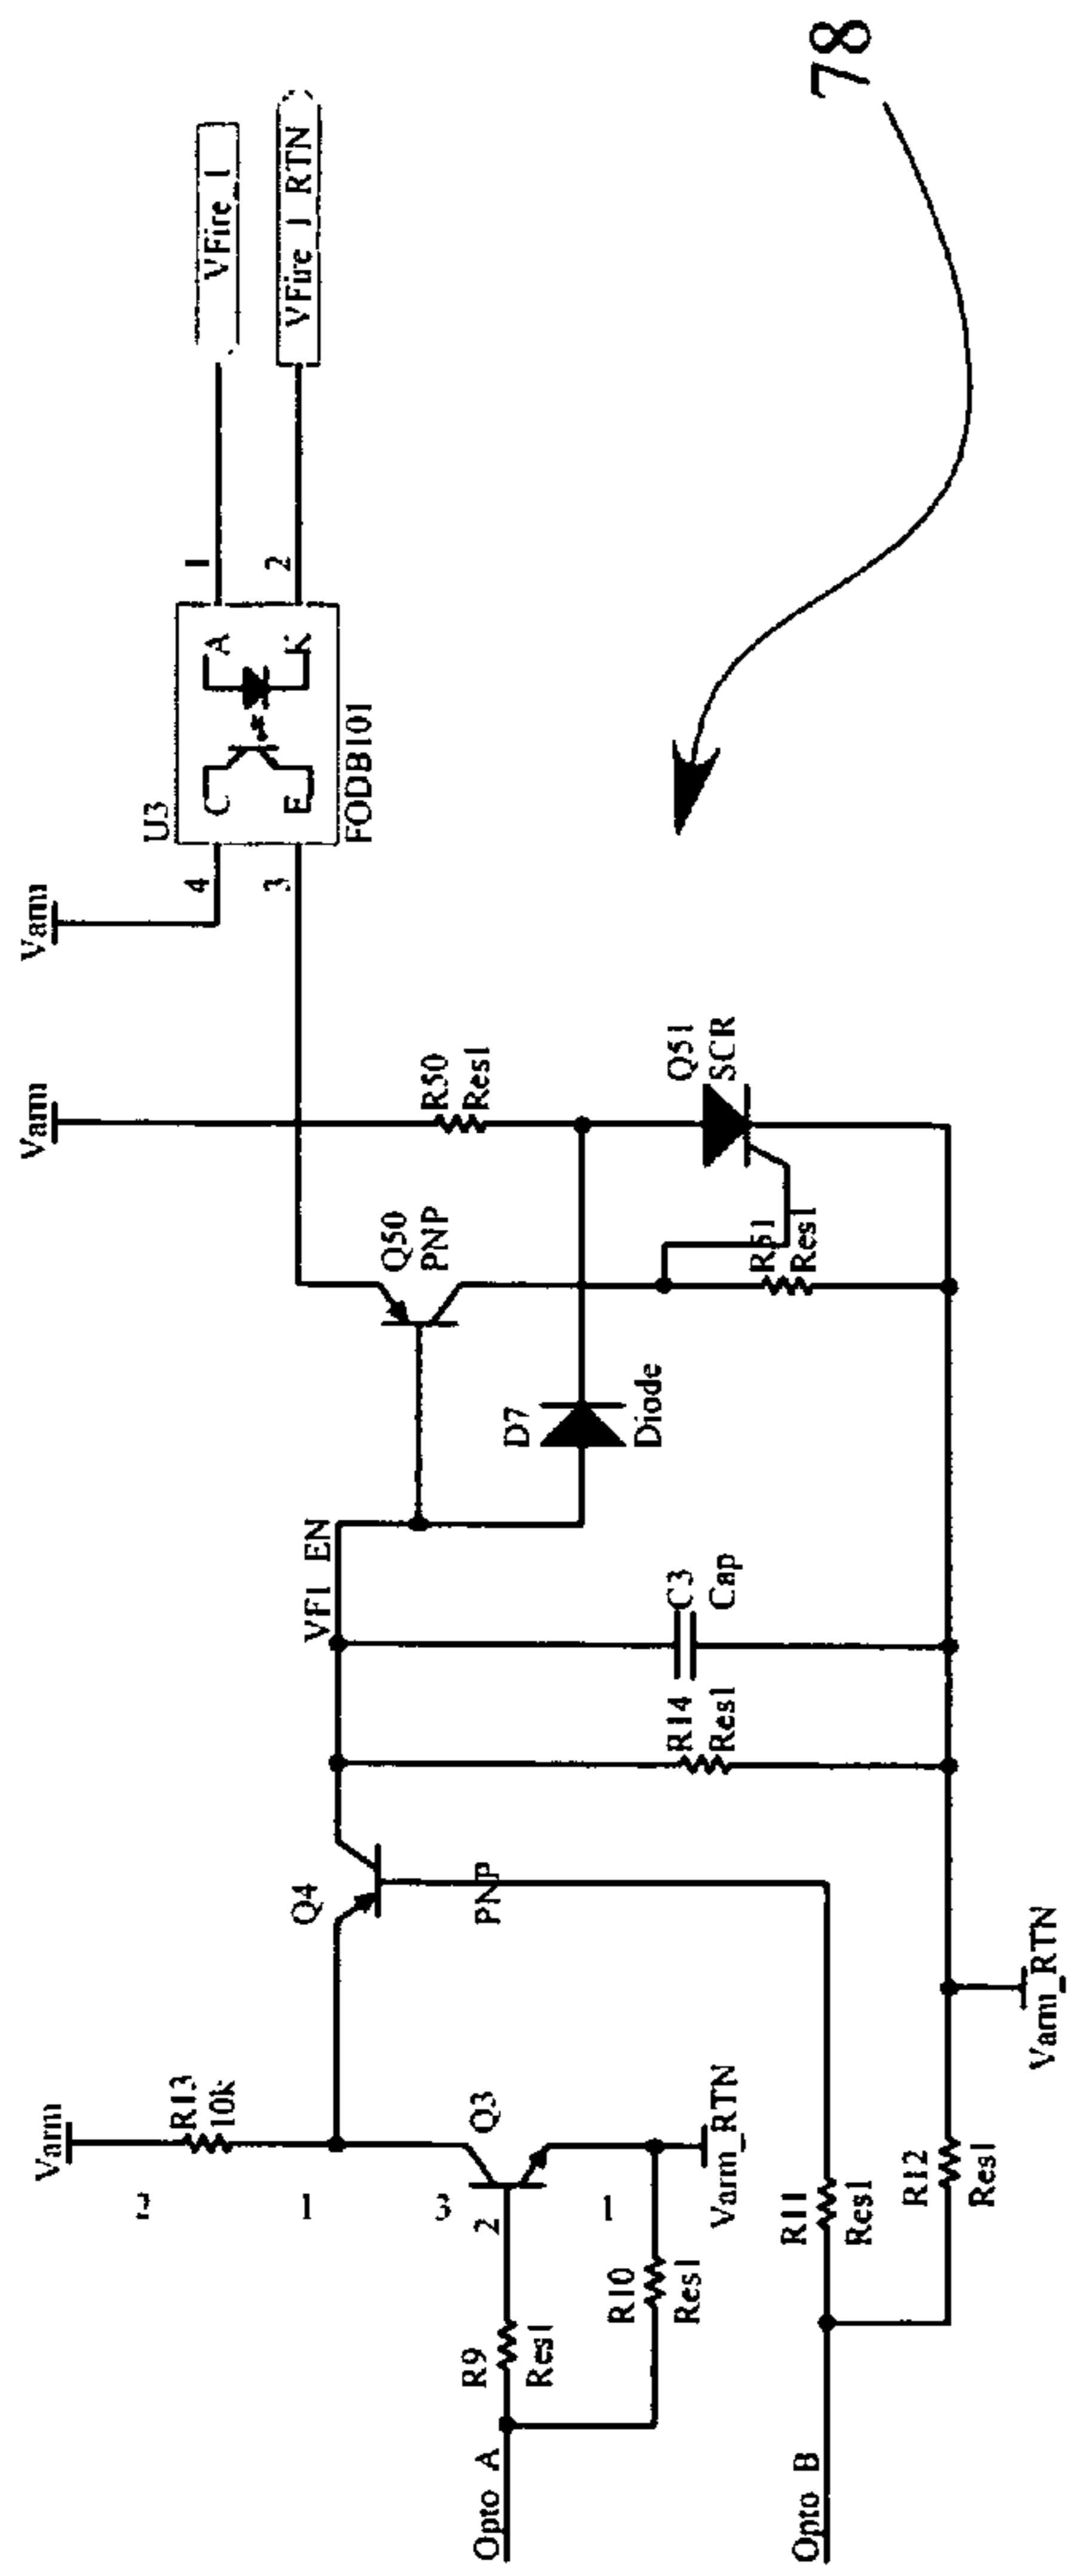 78
VFire_1
VFire_1_RTN
1
2
U3
C
A
E
K
FODB101
4
3
Varm
Varm
R50
Res1
Q51
SCR
Q50
PNP
R51
Res1
D7
Diode
VF1_EN
C3
Cap
R14
Res1
Q4
PNP
Varm
R13
10k
2
1
3
Q3
2
1
Varm_RTN
Varm_RTN
R9
Res1
R10
Res1
R11
Res1
R12
Res1
Opto_A
Opto_B